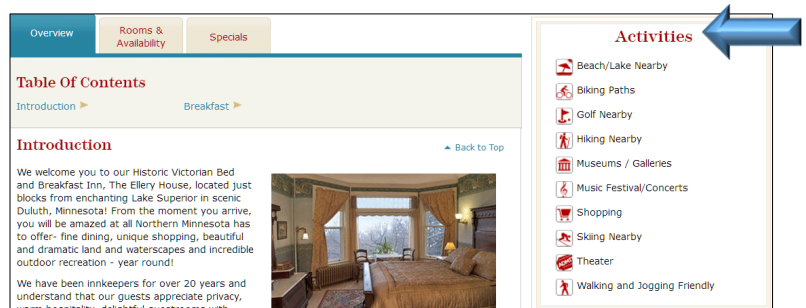 Overview
Rooms &
Availability
Specials
Table Of Contents
Introduction
Breakfast
Introduction
Back to Top
We welcome you to our Historic Victorian Bed
and Breakfast Inn, The Ellery House, located just
blocks from enchanting Lake Superior in scenic
Duluth, Minnesota! From the moment you arrive,
you will be amazed at all Northern Minnesota has
to offer- fine dining, unique shopping, beautiful
and dramatic land and waterscapes and incredible
outdoor recreation - year round!
We have been innkeepers for over 20 years and
understand that our guests appreciate privacy,
warm hospitality, delightful guestrooms with
Activities
Beach/Lake Nearby
Biking Paths
Golf Nearby
Hiking Nearby
Museums / Galleries
Music Festival/Concerts
Shopping
Skiing Nearby
Theater
Walking and Jogging Friendly